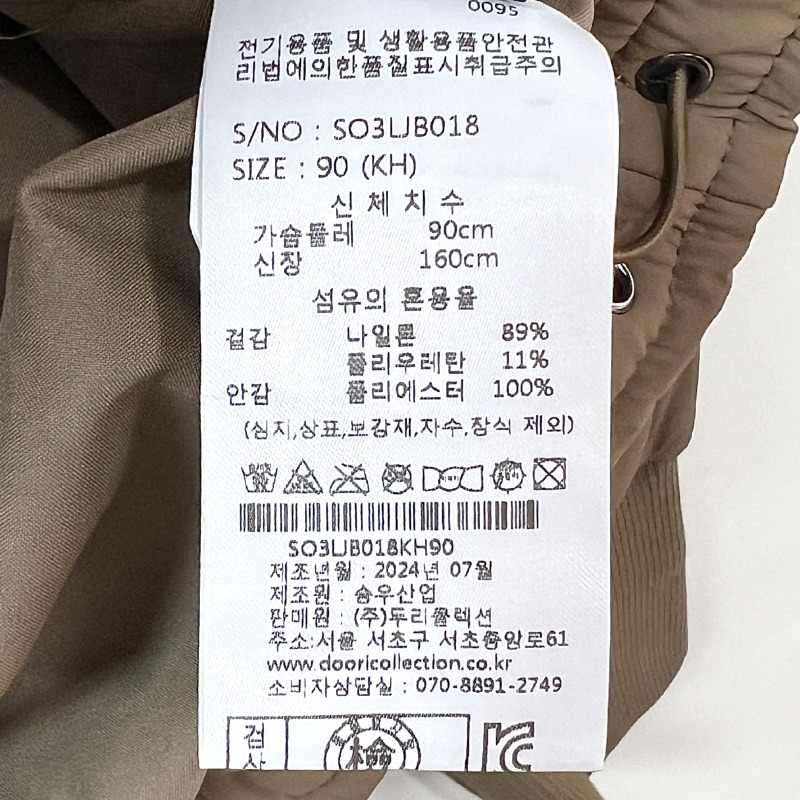 0095
전기용품 및 생활용품안전관
리법에의한품질표시취급주의
S/NO : SO3LJB018
SIZE : 90 (KH)
신 체 치 수
가슴둘레 90cm
신장 160cm
섬유의 혼용율
겉감 나일론 89%
폴리우레탄 11%
안감 폴리에스터 100%
(심지,상표,보강재,자수,장식 제외)
SO3LJB018KH90
제조년월 : 2024년 07월
제조원 : 승우산업
판매원 : (주)두리콜렉션
주소:서울 서초구 서초중앙로61
www.dooricollection.co.kr
소비자상담실 : 070-8891-2749
검
사
檢